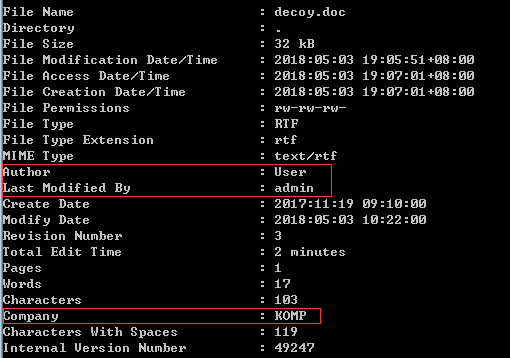 File Name : decoy.doc
Directory : .
File Size : 32 kB
File Modification Date/Time : 2018:05:03 19:05:51+08:00
File Access Date/Time : 2018:05:03 19:07:01+08:00
File Creation Date/Time : 2018:05:03 19:07:01+08:00
File Permissions : rw-rw-rw-
File Type : RTF
File Type Extension : rtf
MIME Type : text/rtf
Author : User
Last Modified By : admin
Create Date : 2017:11:19 09:10:00
Modify Date : 2018:05:03 10:22:00
Revision Number : 3
Total Edit Time : 2 minutes
Pages : 1
Words : 17
Characters : 103
Company : KOMP
Characters With Spaces : 119
Internal Version Number : 49247